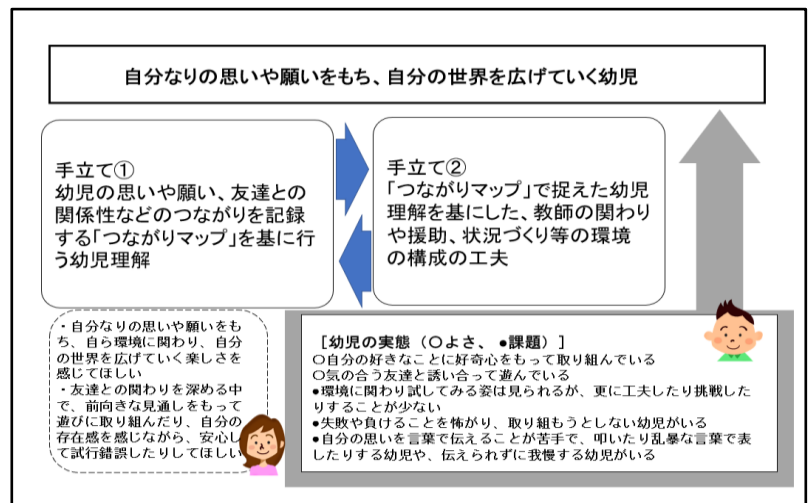 自分なりの思いや願いをもち、自分の世界を広げていく幼児
手立て①
幼児の思いや願い、友達との
関係性などのつながりを記録
する「つながりマップ」を基に行
う幼児理解
手立て②
「つながりマップ」で捉えた幼児
理解を基にした、教師の関わり
や援助、状況づくり等の環境
の構成の工夫
・自分なりの思いや願いをも
ち、自ら環境に関わり、自分
の世界を広げていく楽しさを
感じてほしい
・友達との関わりを深める中
で、前向きな見通しをもって
遊びに取り組んだり、自分の
存在感を感じながら、安心し
て試行錯誤したりしてほしい
［幼児の実態（○よさ、●課題）］
○自分の好きなことに好奇心をもって取り組んでいる
○気の合う友達と誘い合って遊んでいる
●環境に関わり試してみる姿は見られるが、更に工夫したり挑戦した
りすることが少ない
●失敗や負けることを怖がり、取り組もうとしない幼児がいる
●自分の思いを言葉で伝えることが苦手で、叩いたり乱暴な言葉で表
したりする幼児や、伝えられずに我慢する幼児がいる